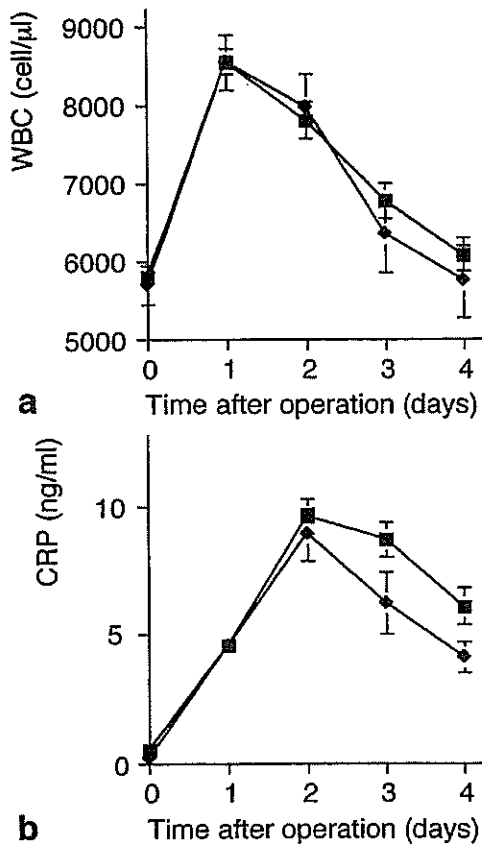 WBC (cell/µl)
9000
8000
7000
6000
5000
0 1 2 3 4
a
Time after operation (days)
CRP (ng/ml)
10
5
0
0 1 2 3 4
b
Time after operation (days)